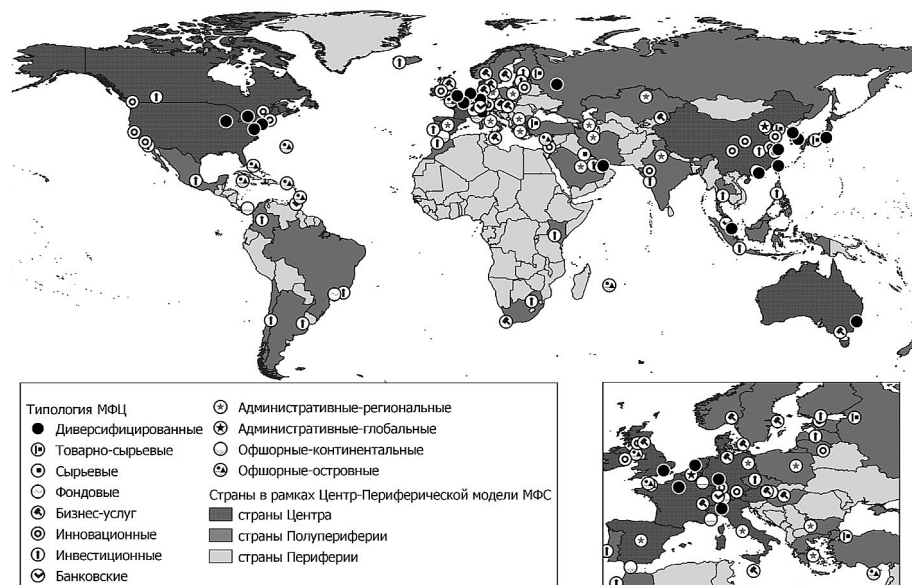 Типология МФЦ
Диверсифицированные
Товарно-сырьевые
Сырьевые
Фондовые
Бизнес-услуг
Инновационные
Инвестиционные
Банковские
Административные-региональные
Административные-глобальные
Офшорные-континентальные
Офшорные-островные
Страны в рамках Центр-Периферической модели МФС
страны Центра
страны Полупериферии
страны Периферии